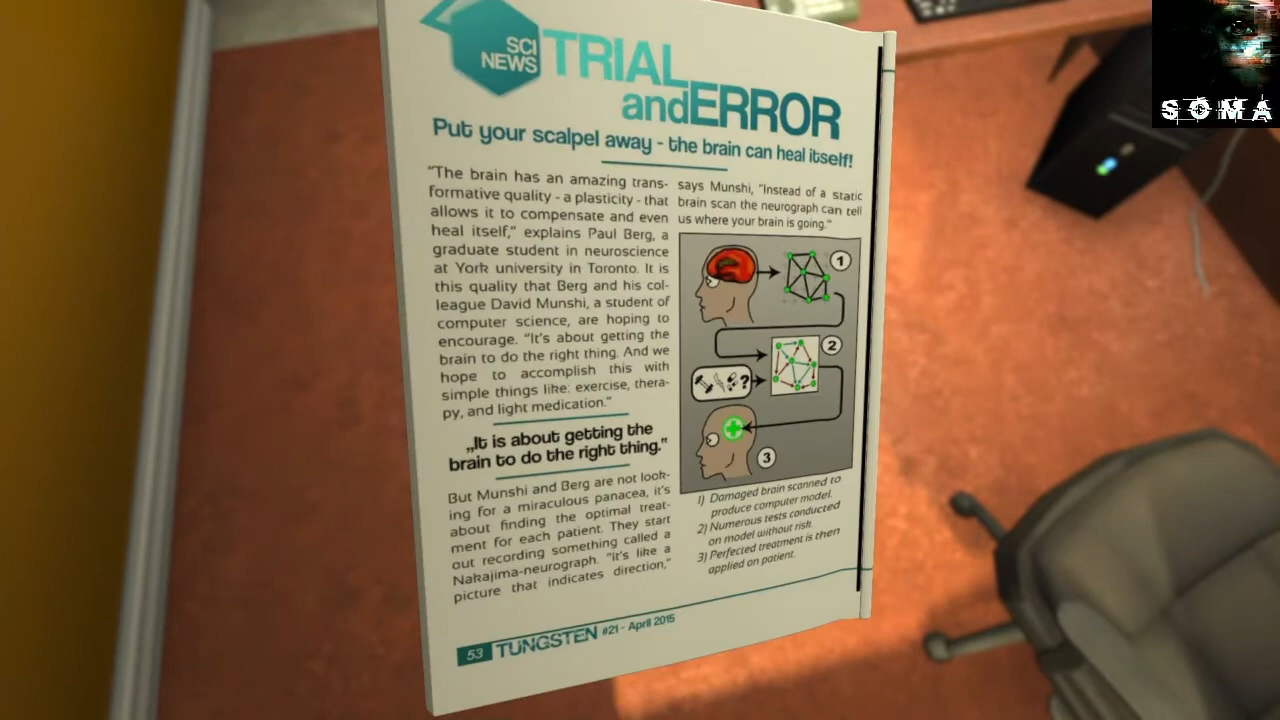 SCI
NEWS
TRIAL
andERROR
Put your scalpel away - the brain can heal itself!
"The brain has an amazing trans-
formative quality - a plasticity - that
allows it to compensate and even
heal itself," explains Paul Berg, a
graduate student in neuroscience
at York university in Toronto. It is
this quality that Berg and his col-
league David Munshi, a student of
computer science, are hoping to
encourage. "It's about getting the
brain to do the right thing. And we
hope to accomplish this with
simple things like: exercise, thera-
py, and light medication."
„It is about getting the
brain to do the right thing."
But Munshi and Berg are not look-
ing for a miraculous panacea, it's
about finding the optimal treat-
ment for each patient. They start
out recording something called a
Nakajima-neurograph. "It's like a
picture that indicates direction,"
says Munshi, "Instead of a static
brain scan the neurograph can tell
us where your brain is going."
1
2
?
3
1) Damaged brain scanned to
produce computer model.
2) Numerous tests conducted
on model without risk.
3) Perfected treatment is then
applied on patient.
53 TUNGSTEN #21 - April 2015
SOMA